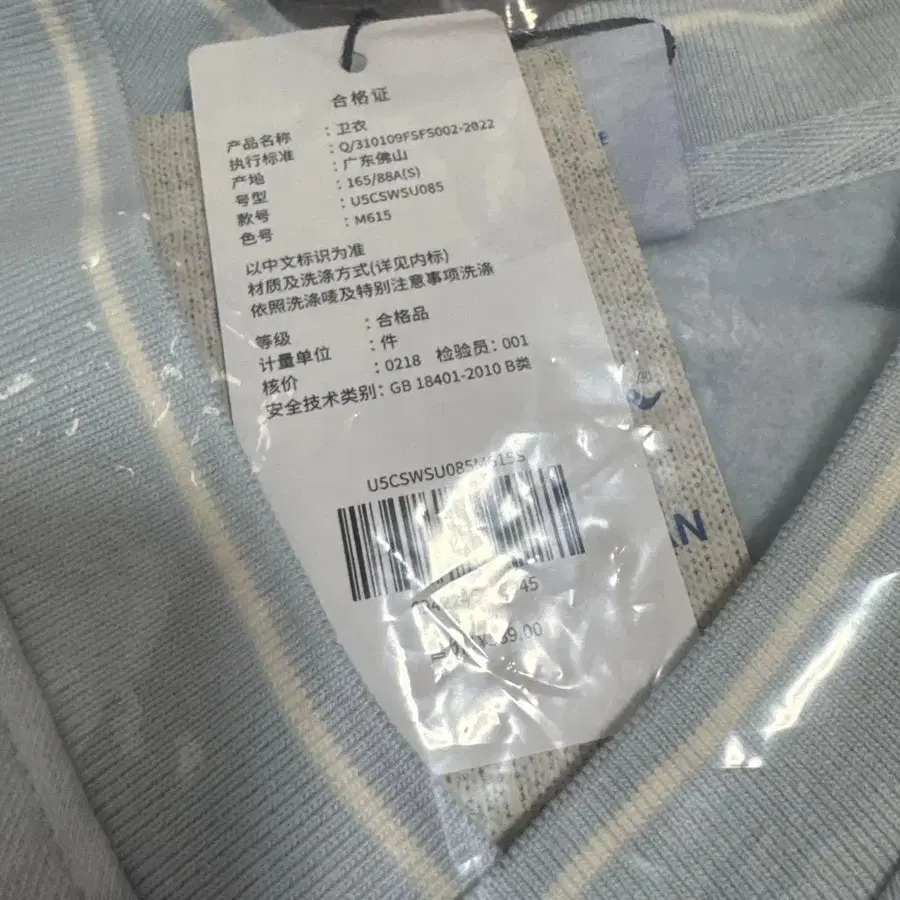 合格证
产品名称 : 卫衣
执行标准 : Q/310109FSFS002-2022
产地 : 广东佛山
号型 : 165/88A(S)
款号 : U5CSWSU085
色号 : M615
以中文标识为准
材质及洗涤方式(详见内标)
依照洗涤唛及特别注意事项洗涤
等级 : 合格品
计量单位 : 件
核价 : 0218 检验员: 001
安全技术类别: GB 18401-2010 B类
U5CSWSU085M615S
®
AN